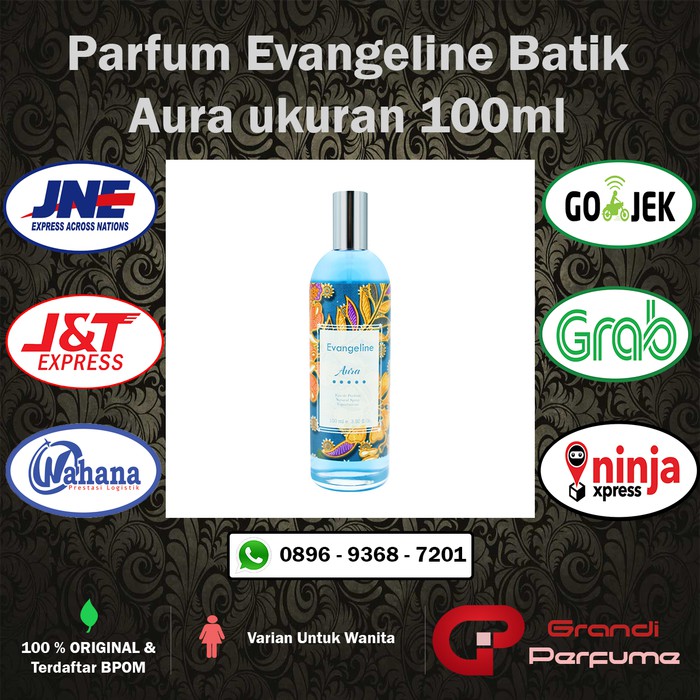 Parfum Evangeline Batik
Aura ukuran 100ml
JNE
EXPRESS ACROSS NATIONS
GO JEK
J&T
EXPRESS
Grab
Wahana
Prestasi Logistik
ninja
xpress
Evangeline
Aura
0896 - 9368 - 7201
100 % ORIGINAL &
Terdaftar BPOM
Varian Untuk Wanita
GP
Grandi
Perfume